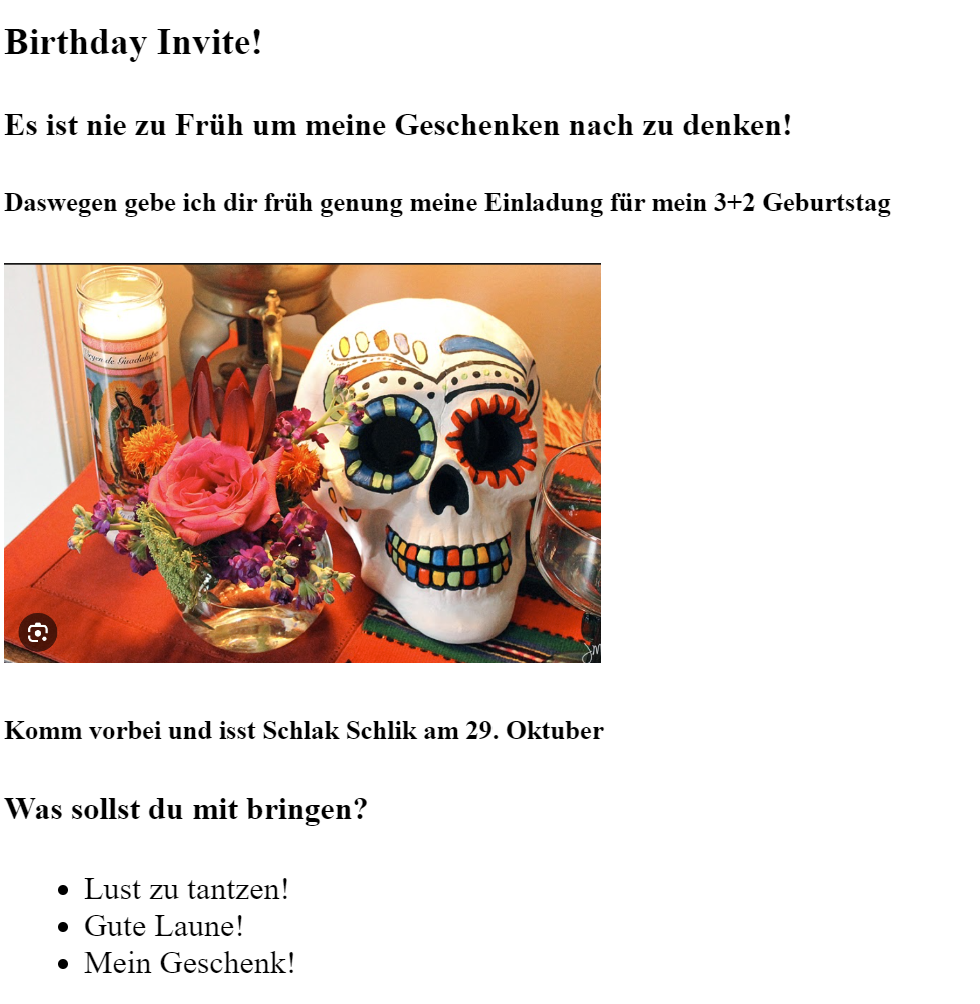 Birthday Invite!
Es ist nie zu Früh um meine Geschenken nach zu denken!
Daswegen gebe ich dir früh genung meine Einladung für mein 3+2 Geburtstag
de Guadalupe
Komm vorbei und isst Schlak Schlik am 29. Oktuber
Was sollst du mit bringen?
• Lust zu tantzen!
• Gute Laune!
• Mein Geschenk!